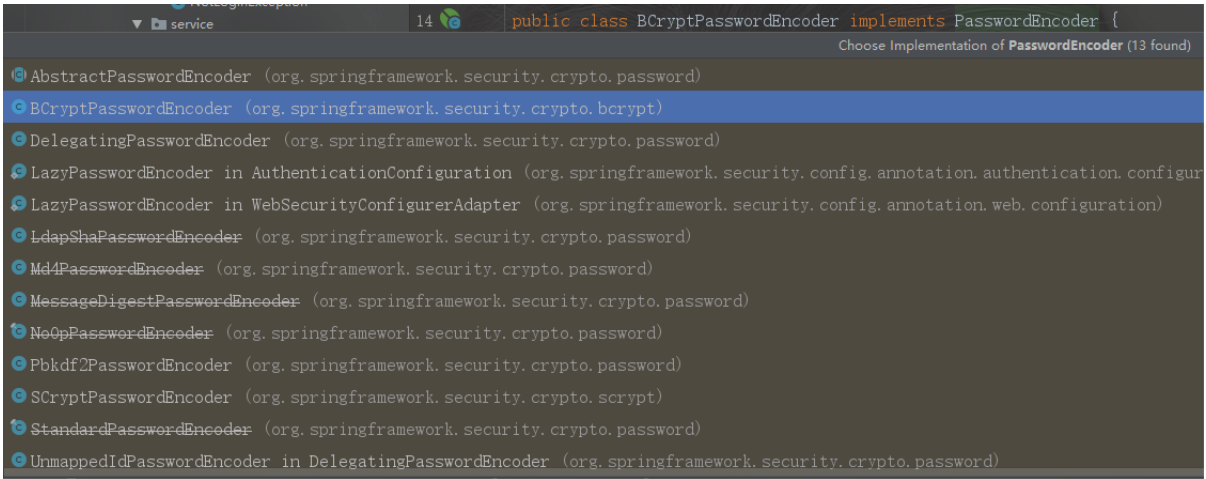 service
14 public class BCryptPasswordEncoder implements PasswordEncoder {
Choose Implementation of PasswordEncoder (13 found)
AbstractPasswordEncoder (org.springframework.security.crypto.password)
BCryptPasswordEncoder (org.springframework.security.crypto.bcrypt)
DelegatingPasswordEncoder (org.springframework.security.crypto.password)
LazyPasswordEncoder in AuthenticationConfiguration (org.springframework.security.config.annotation.authentication.configur
LazyPasswordEncoder in WebSecurityConfigurerAdapter (org.springframework.security.config.annotation.web.configuration)
LdapShaPasswordEncoder (org.springframework.security.crypto.password)
Md4PasswordEncoder (org.springframework.security.crypto.password)
MessageDigestPasswordEncoder (org.springframework.security.crypto.password)
NoOpPasswordEncoder (org.springframework.security.crypto.password)
Pbkdf2PasswordEncoder (org.springframework.security.crypto.password)
SCryptPasswordEncoder (org.springframework.security.crypto.scrypt)
StandardPasswordEncoder (org.springframework.security.crypto.password)
UnmappedIdPasswordEncoder in DelegatingPasswordEncoder (org.springframework.security.crypto.password)